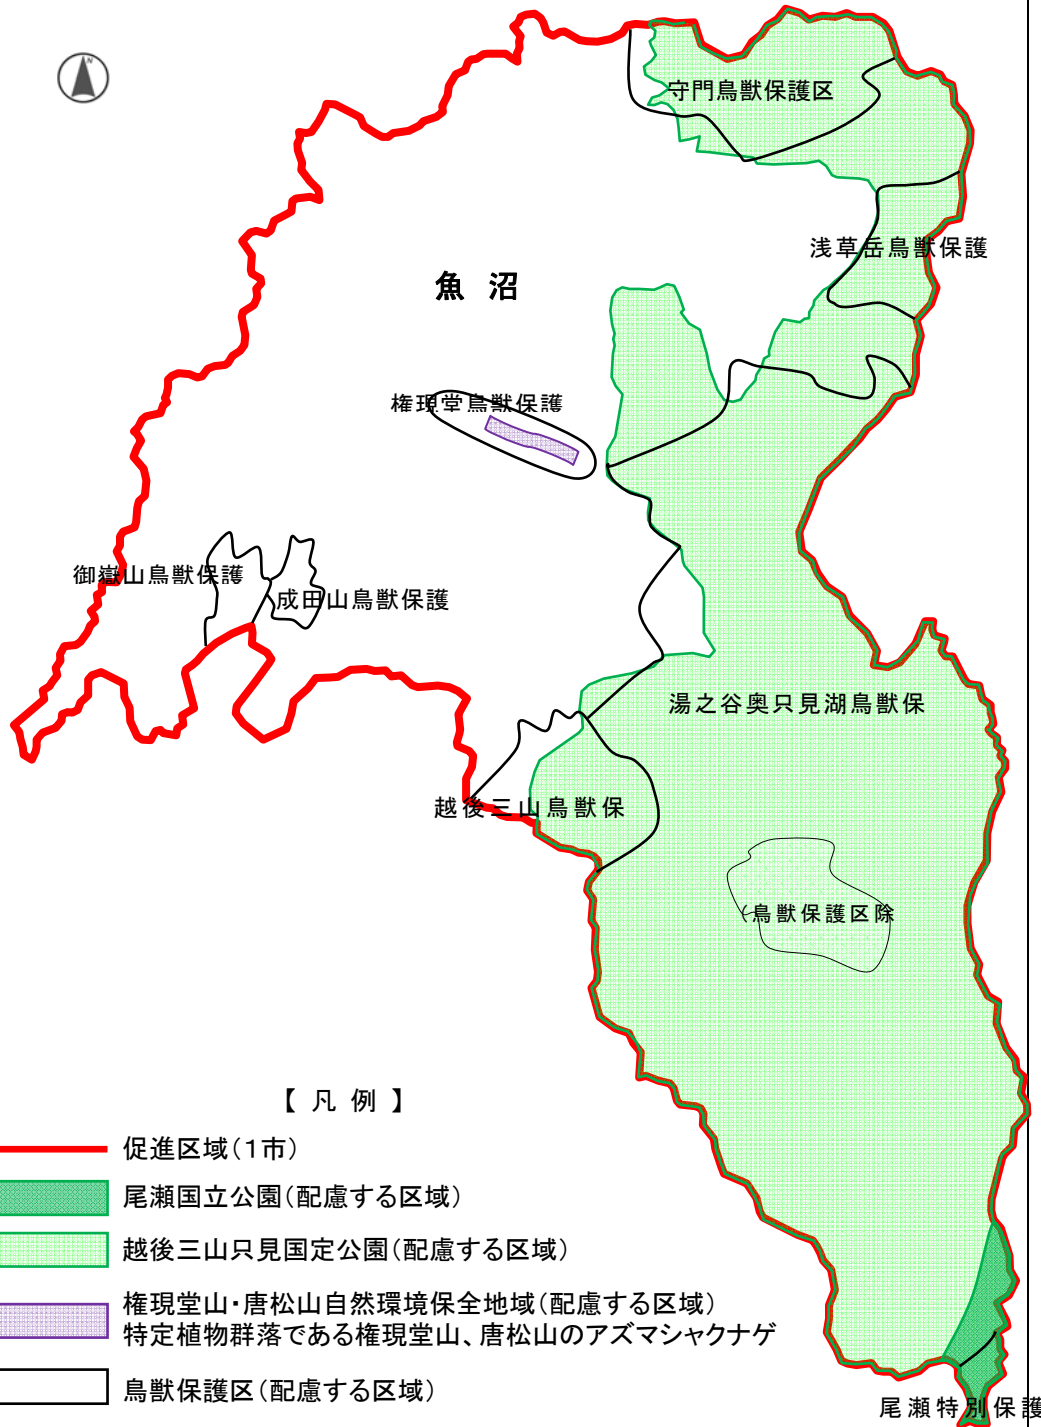 N
守門鳥獣保護区
浅草岳鳥獣保護
魚 沼
権現堂鳥獣保護
御嶽山鳥獣保護
成田山鳥獣保護
湯之谷奥只見湖鳥獣保
越後三山鳥獣保
(鳥獣保護区除
【 凡 例 】
促進区域(1市)
尾瀬国立公園(配慮する区域)
越後三山只見国定公園(配慮する区域)
権現堂山・唐松山自然環境保全地域(配慮する区域)
特定植物群落である権現堂山、唐松山のアズマシャクナゲ
鳥獣保護区(配慮する区域)
尾瀬特別保護